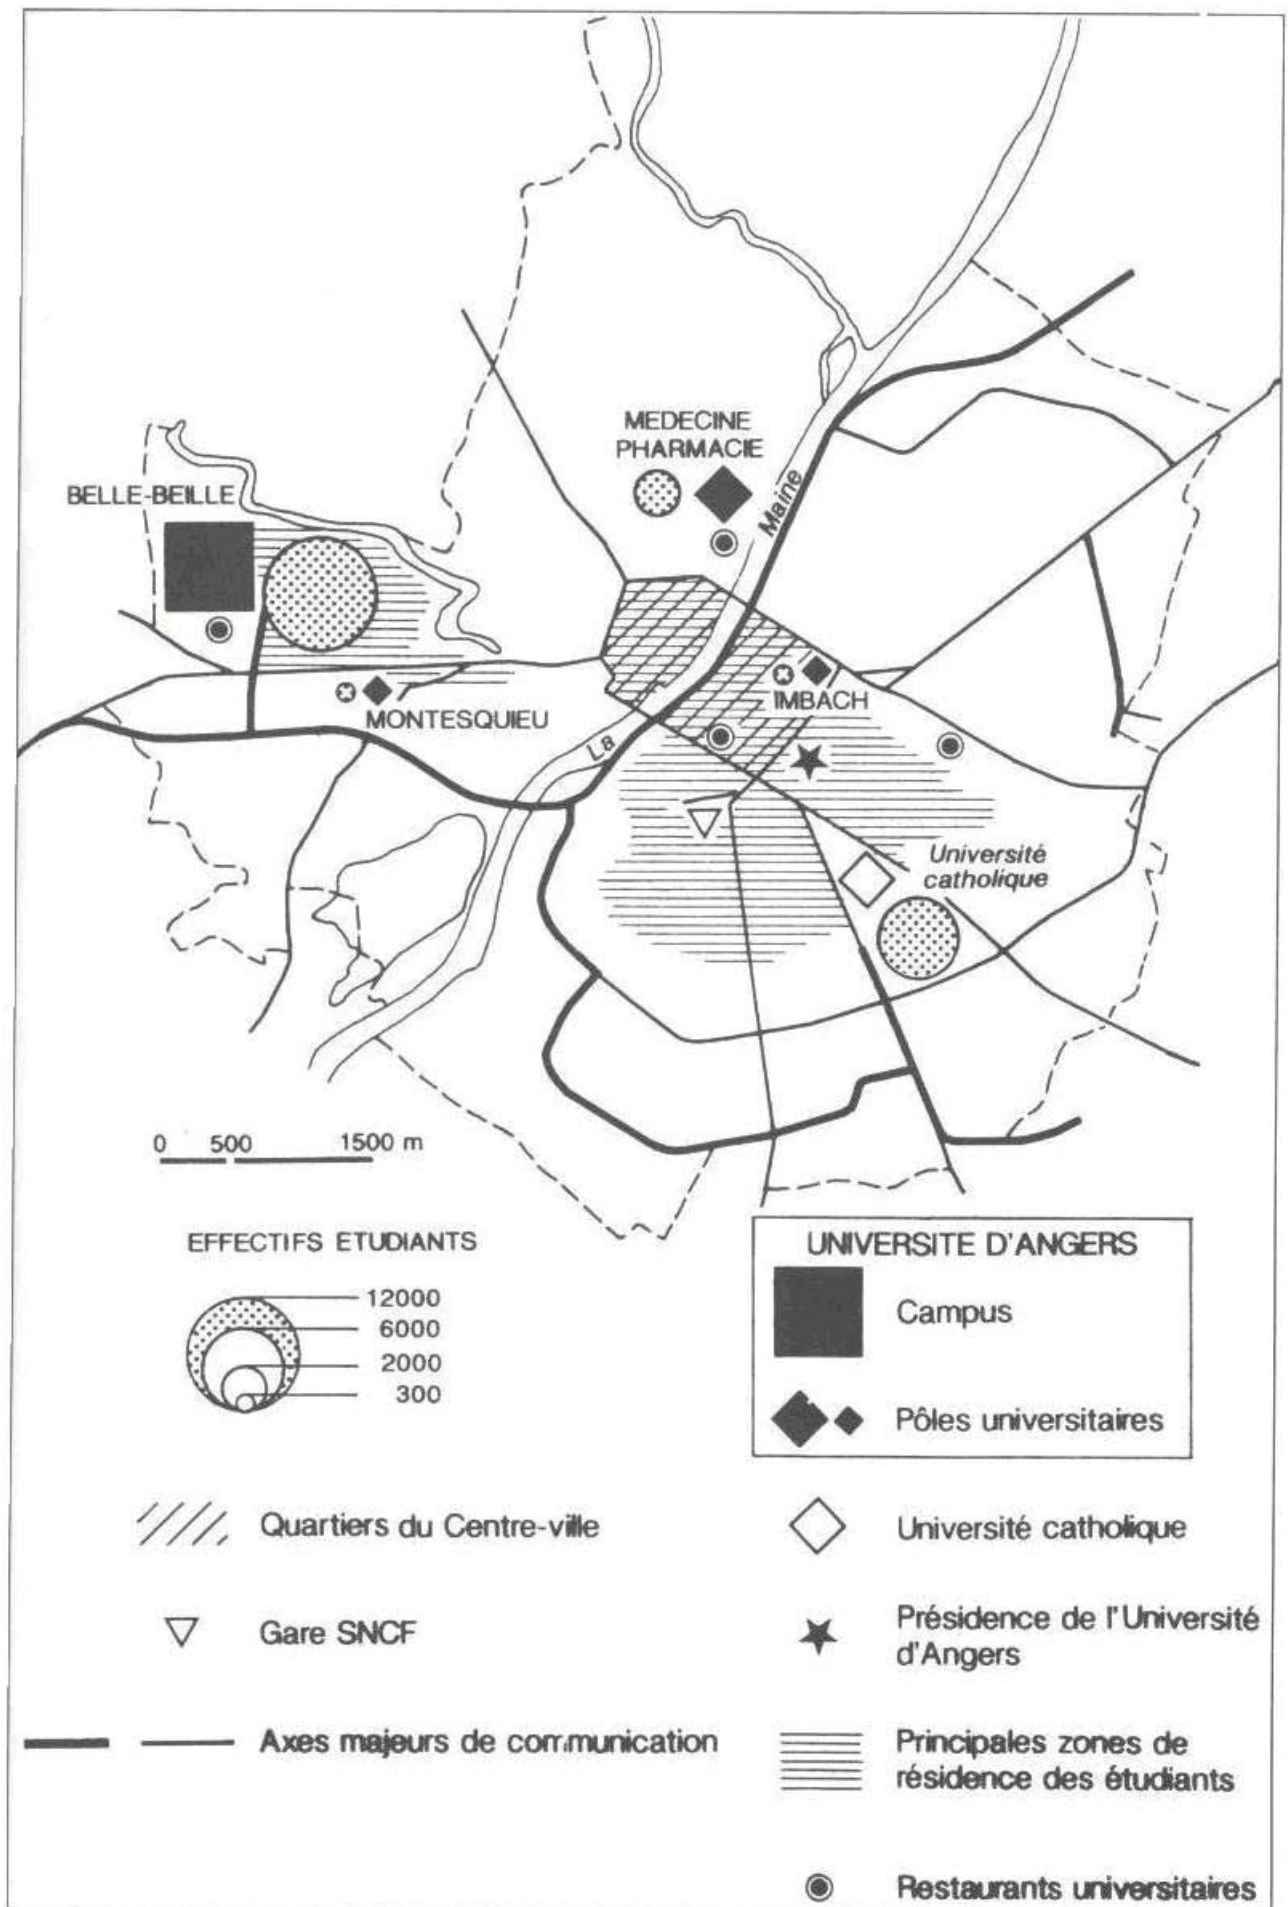 MEDECINE
PHARMACIE
BELLE-BEILLE
Maine
IMBACH
MONTESQUIEU
La
Université
catholique
0 500 1500 m
EFFECTIFS ETUDIANTS
12000
6000
2000
300
UNIVERSITE D'ANGERS
Campus
Pôles universitaires
Quartiers du Centre-ville
Université catholique
Gare SNCF
Présidence de l'Université
d'Angers
Axes majeurs de communication
Principales zones de
résidence des étudiants
Restaurants universitaires